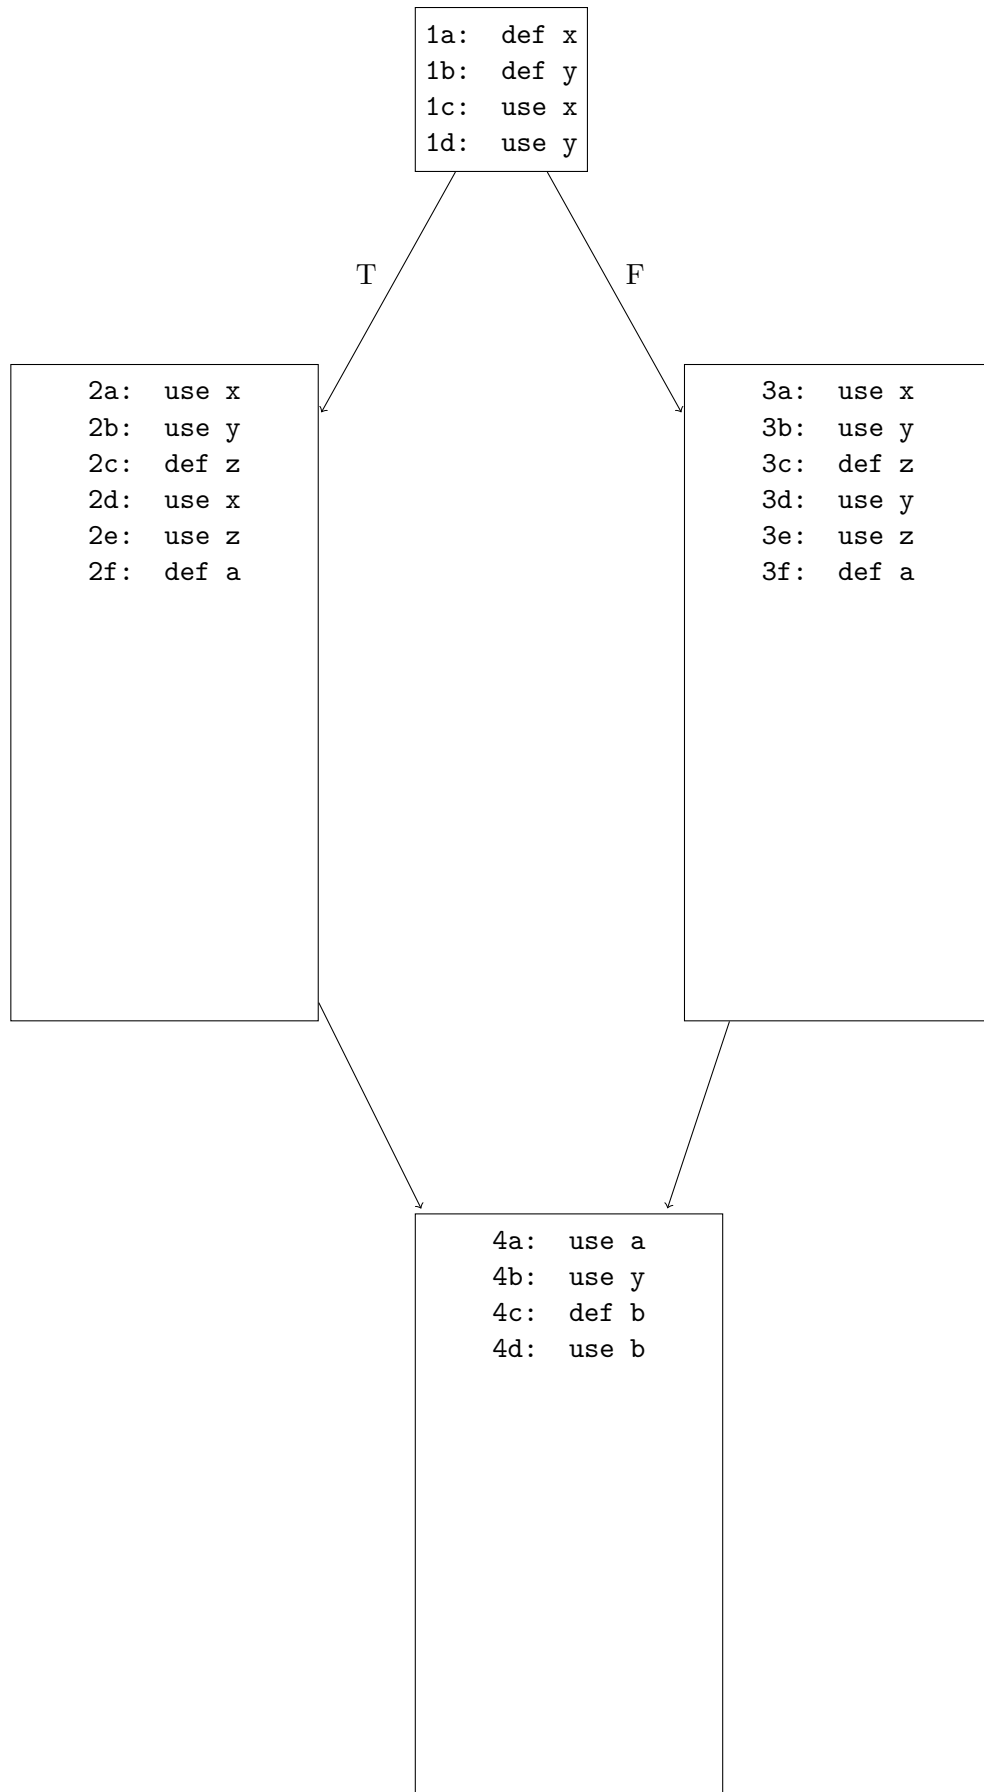 1a: def x
1b: def y
1c: use x
1d: use y
T
F
2a: use x
2b: use y
2c: def z
2d: use x
2e: use z
2f: def a
3a: use x
3b: use y
3c: def z
3d: use y
3e: use z
3f: def a
4a: use a
4b: use y
4c: def b
4d: use b